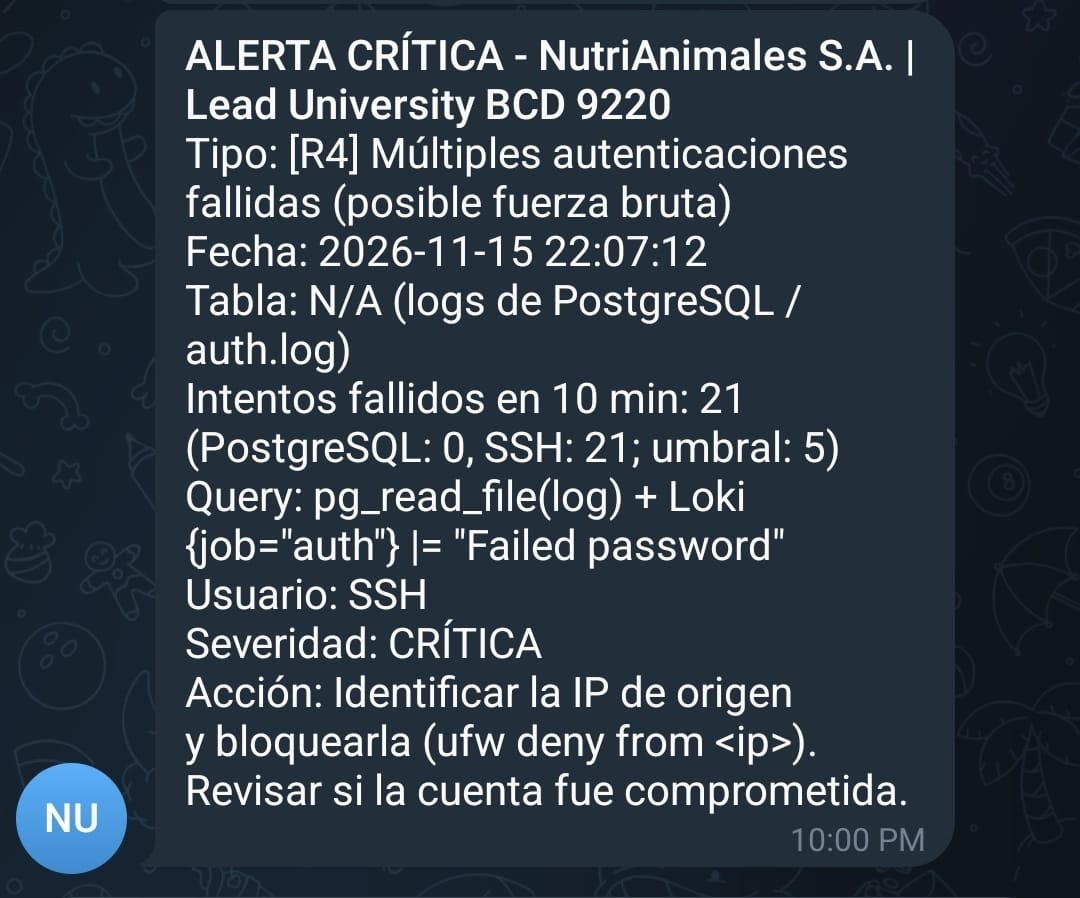 ALERTA CRÍTICA - NutriAnimales S.A. |
Lead University BCD 9220
Tipo: [R4] Múltiples autenticaciones
fallidas (posible fuerza bruta)
Fecha: 2026-11-15 22:07:12
Tabla: N/A (logs de PostgreSQL /
auth.log)
Intentos fallidos en 10 min: 21
(PostgreSQL: 0, SSH: 21; umbral: 5)
Query: pg_read_file(log) + Loki
{job="auth"} |= "Failed password"
Usuario: SSH
Severidad: CRÍTICA
Acción: Identificar la IP de origen
y bloquearla (ufw deny from <ip>).
Revisar si la cuenta fue comprometida.
10:00 PM
NU